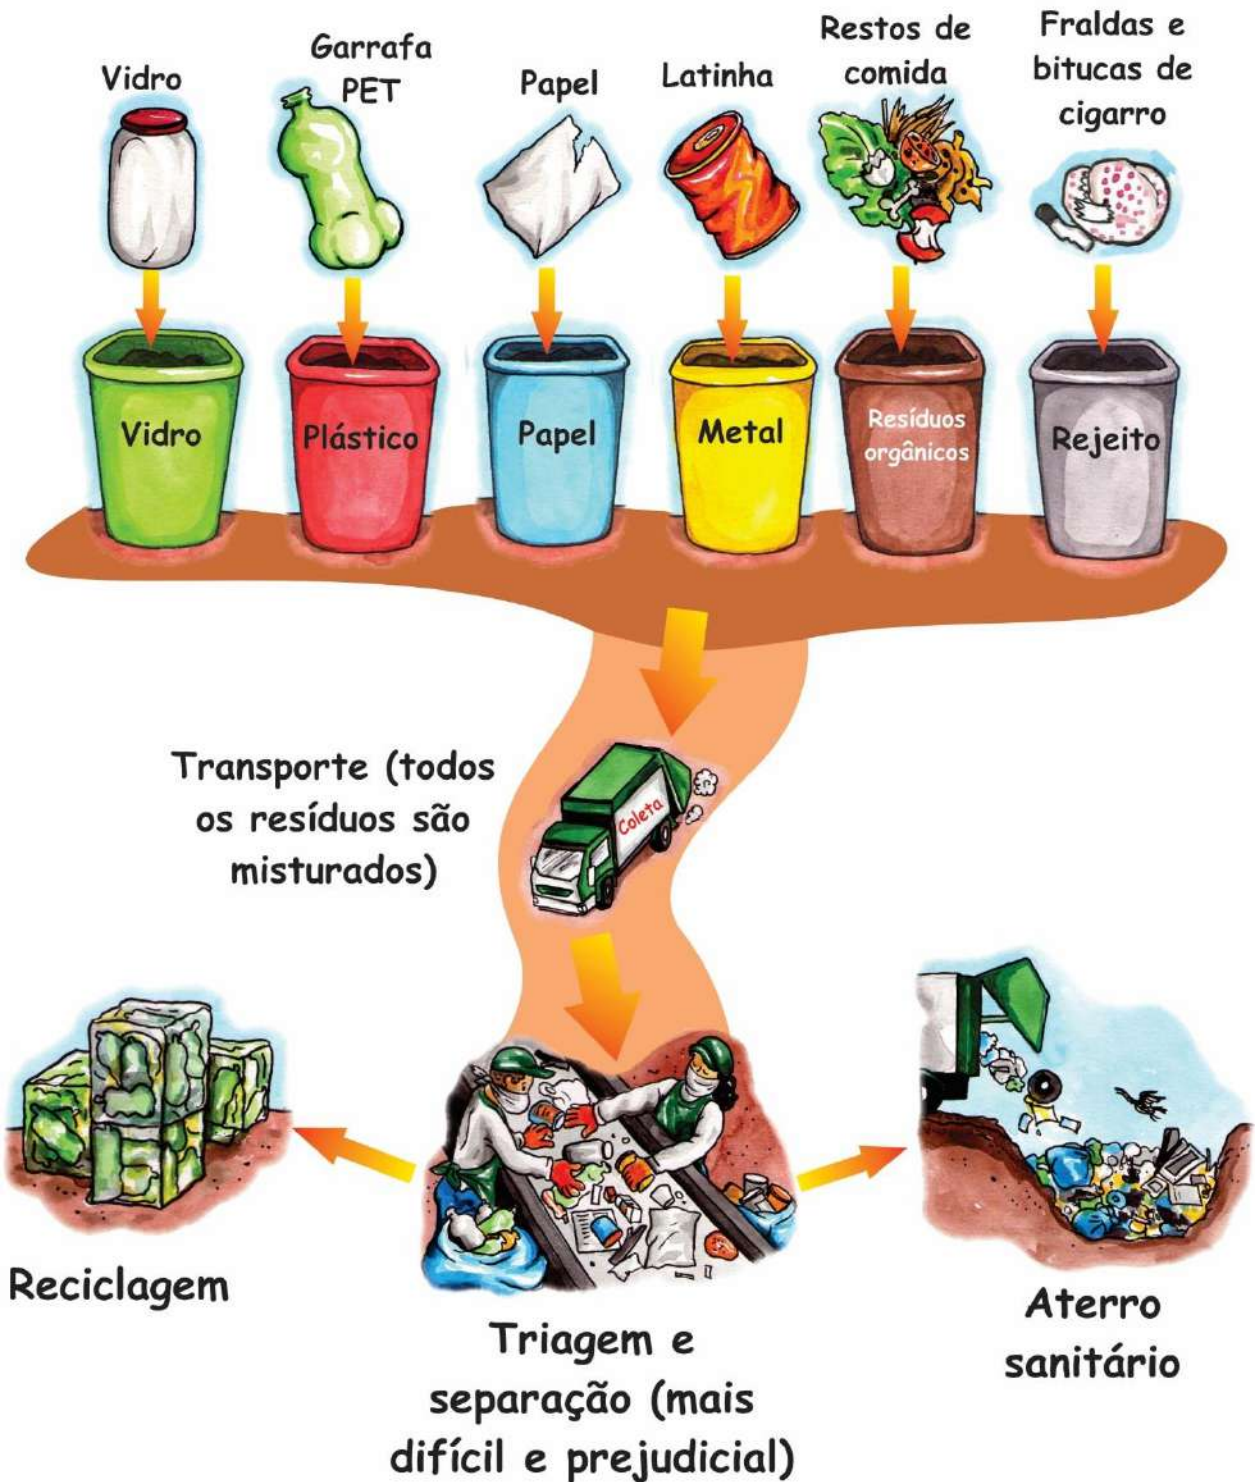 Vidro
Garrafa
PET
Papel
Latinha
Restos de
comida
Fraldas e
bitucas de
cigarro
Vidro
Plástico
Papel
Metal
Resíduos
orgânicos
Rejeito
Transporte (todos
os resíduos são
misturados)
Coleta
Reciclagem
Triagem e
separação (mais
difícil e prejudicial)
Aterro
sanitário